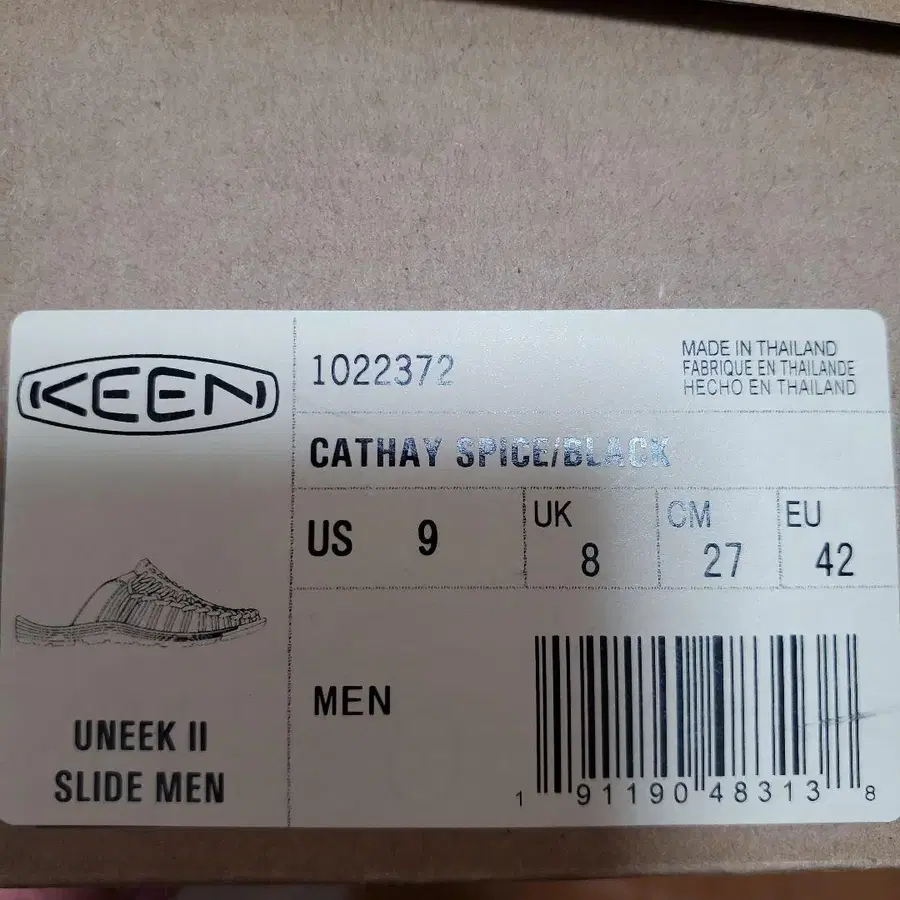 KEEN
1022372
MADE IN THAILAND
FABRIQUE EN THAILANDE
HECHO EN THAILAND
CATHAY SPICE/BLACK
US 9
UK 8
CM 27
EU 42
UNEEK II
SLIDE MEN
MEN
1 91190 48313 8